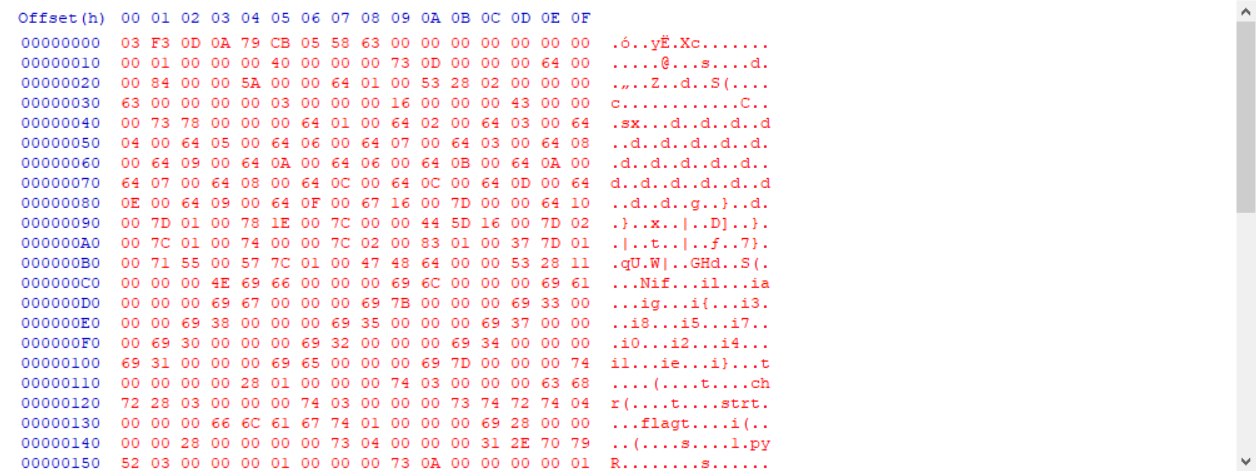 Offset(h) 00 01 02 03 04 05 06 07 08 09 0A 0B 0C 0D 0E 0F
00000000 03 F3 0D 0A 79 CB 05 58 63 00 00 00 00 00 00 00 .ó..yË.Xc.......
00000010 00 01 00 00 00 40 00 00 00 73 0D 00 00 00 64 00 .....@...s....d.
00000020 00 84 00 00 5A 00 00 64 01 00 53 28 02 00 00 00 .„..Z..d..S(....
00000030 63 00 00 00 00 03 00 00 00 16 00 00 00 43 00 00 c............C..
00000040 00 73 78 00 00 00 64 01 00 64 02 00 64 03 00 64 .sx...d..d..d..d
00000050 04 00 64 05 00 64 06 00 64 07 00 64 03 00 64 08 ..d..d..d..d..d.
00000060 00 64 09 00 64 0A 00 64 06 00 64 0B 00 64 0A 00 .d..d..d..d..d..
00000070 64 07 00 64 08 00 64 0C 00 64 0C 00 64 0D 00 64 d..d..d..d..d..d
00000080 0E 00 64 09 00 64 0F 00 67 16 00 7D 00 00 64 10 ..d..d..g..}..d.
00000090 00 7D 01 00 78 1E 00 7C 00 00 44 5D 16 00 7D 02 .}..x..|..D]..}.
000000A0 00 7C 01 00 74 00 00 7C 02 00 83 01 00 37 7D 01 .|..t..|..ƒ..7}.
000000B0 00 71 55 00 57 7C 01 00 47 48 64 00 00 53 28 11 .qU.W|..GHd..S(.
000000C0 00 00 00 4E 69 66 00 00 00 69 6C 00 00 00 69 61 ...Nif...il...ia
000000D0 00 00 00 69 67 00 00 00 69 7B 00 00 00 69 33 00 ...ig...i{...i3.
000000E0 00 00 69 38 00 00 00 69 35 00 00 00 69 37 00 00 ..i8...i5...i7..
000000F0 00 69 30 00 00 00 69 32 00 00 00 69 34 00 00 00 .i0...i2...i4...
00000100 69 31 00 00 00 69 65 00 00 00 69 7D 00 00 00 74 i1...ie...i}...t
00000110 00 00 00 00 28 01 00 00 00 74 03 00 00 00 63 68 ....(....t....ch
00000120 72 28 03 00 00 00 74 03 00 00 00 73 74 72 74 04 r(....t....strt.
00000130 00 00 00 66 6C 61 67 74 01 00 00 00 69 28 00 00 ...flagt....i(..
00000140 00 00 28 00 00 00 00 73 04 00 00 00 31 2E 70 79 ..(....s....1.py
00000150 52 03 00 00 00 01 00 00 00 73 0A 00 00 00 00 01 R........s......